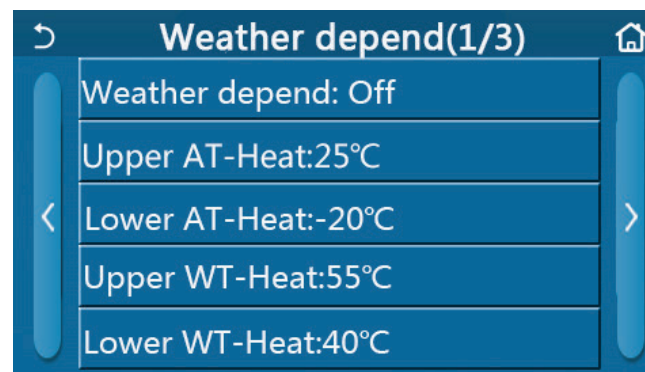 Weather depend(1/3)
Weather depend: Off
Upper AT-Heat:25℃
Lower AT-Heat:-20℃
Upper WT-Heat:55℃
Lower WT-Heat:40℃